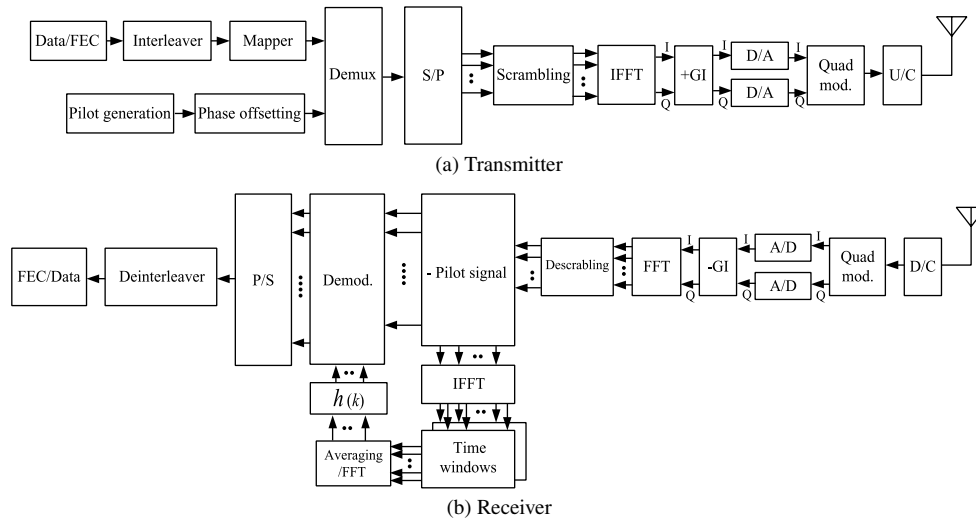 Data/FEC
Interleaver
Mapper
Pilot generation
Phase offsetting
Demux
S/P
Scrambling
IFFT
I
Q
+GI
I
Q
D/A
D/A
I
Q
Quad
mod.
U/C
(a) Transmitter
FEC/Data
Deinterleaver
P/S
Demod.
- Pilot signal
Descrabling
FFT
I
Q
-GI
I
Q
A/D
A/D
I
Q
Quad
mod.
D/C
IFFT
h(k)
Averaging
/FFT
Time
windows
(b) Receiver